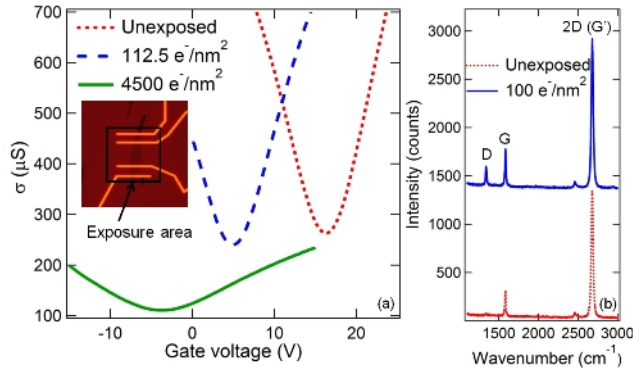 700
600
500
400
300
200
100
σ (μS)
Unexposed
112.5 e⁻/nm²
4500 e⁻/nm²
Exposure area
(a)
-10
0
10
20
Gate voltage (V)
3000
2500
2000
1500
1000
500
Intensity (counts)
2D (G')
Unexposed
100 e⁻/nm²
D
G
(b)
1000
2000
3000
Wavenumber (cm⁻¹)